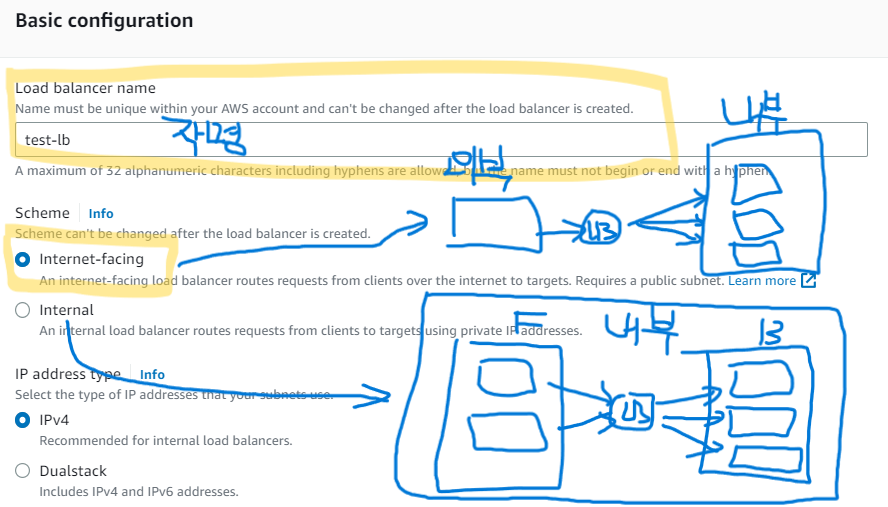 Basic configuration
Load balancer name
Name must be unique within your AWS account and can't be changed after the load balancer is created.
test-lb
작명
A maximum of 32 alphanumeric characters including hyphens are allowed, but the name must not begin or end with a hyphen.
외부
내부
Scheme
Info
Scheme can't be changed after the load balancer is created.
LB
Internet-facing
An internet-facing load balancer routes requests from clients over the internet to targets. Requires a public subnet. Learn more
Internal
An internal load balancer routes requests from clients to targets using private IP addresses.
F
내부
B
IP address type
Info
Select the type of IP addresses that your subnets use.
LB
IPv4
Recommended for internal load balancers.
Dualstack
Includes IPv4 and IPv6 addresses.